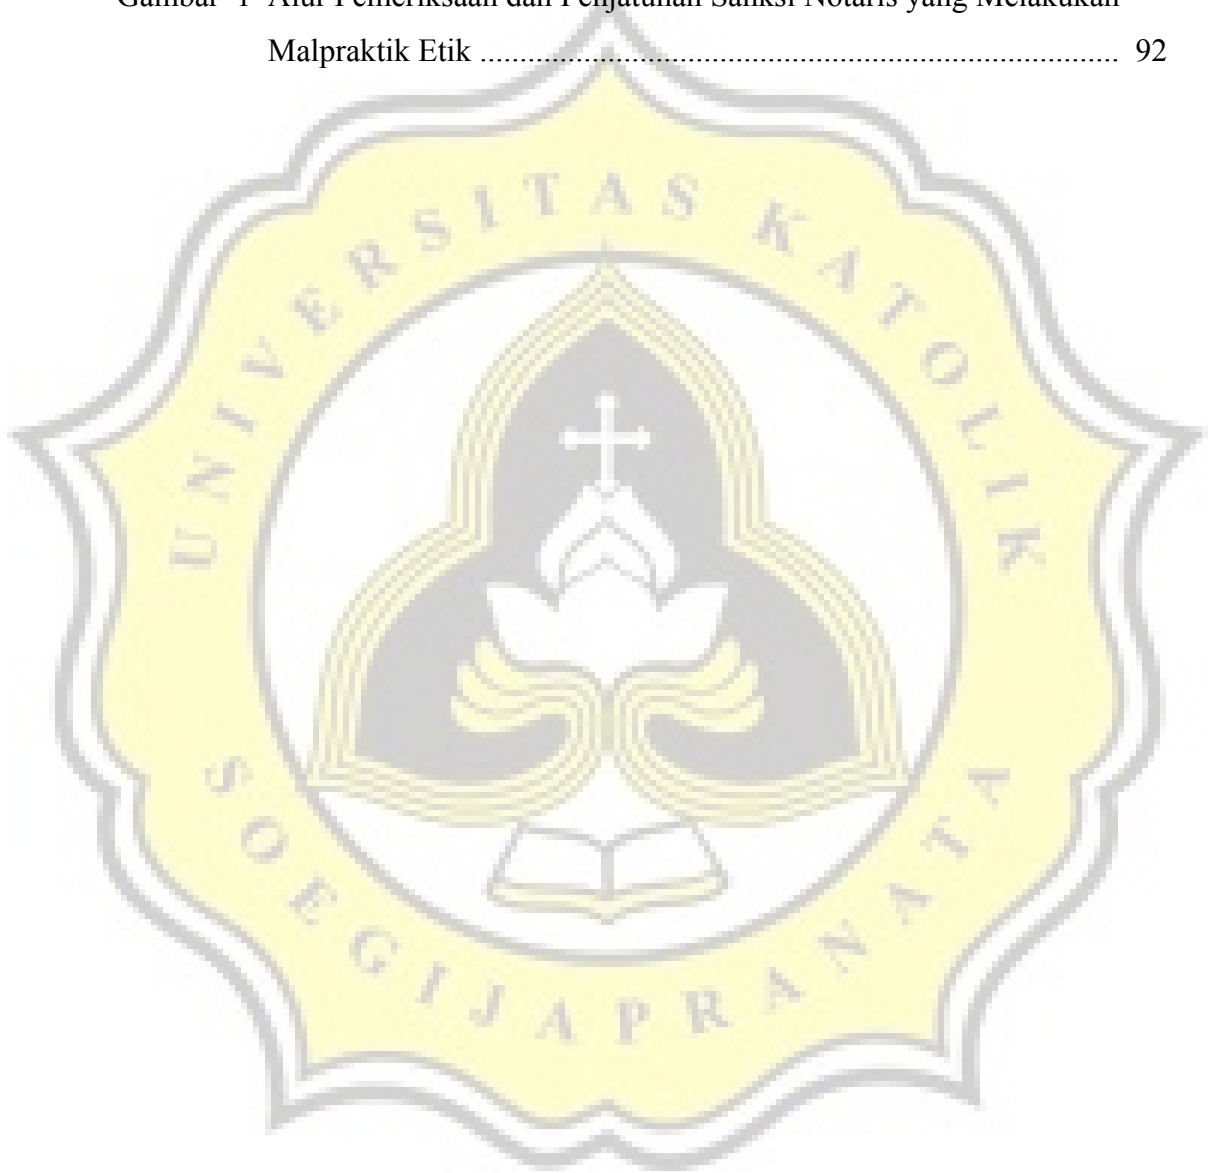 Gambar 1 Alur Pemeriksaan dan Penjatuhan Sanksi Notaris yang Melakukan
Malpraktik Etik ................................................................................ 92
UNIVERSITAS KATOLIK
SOEGIJAPRANATA